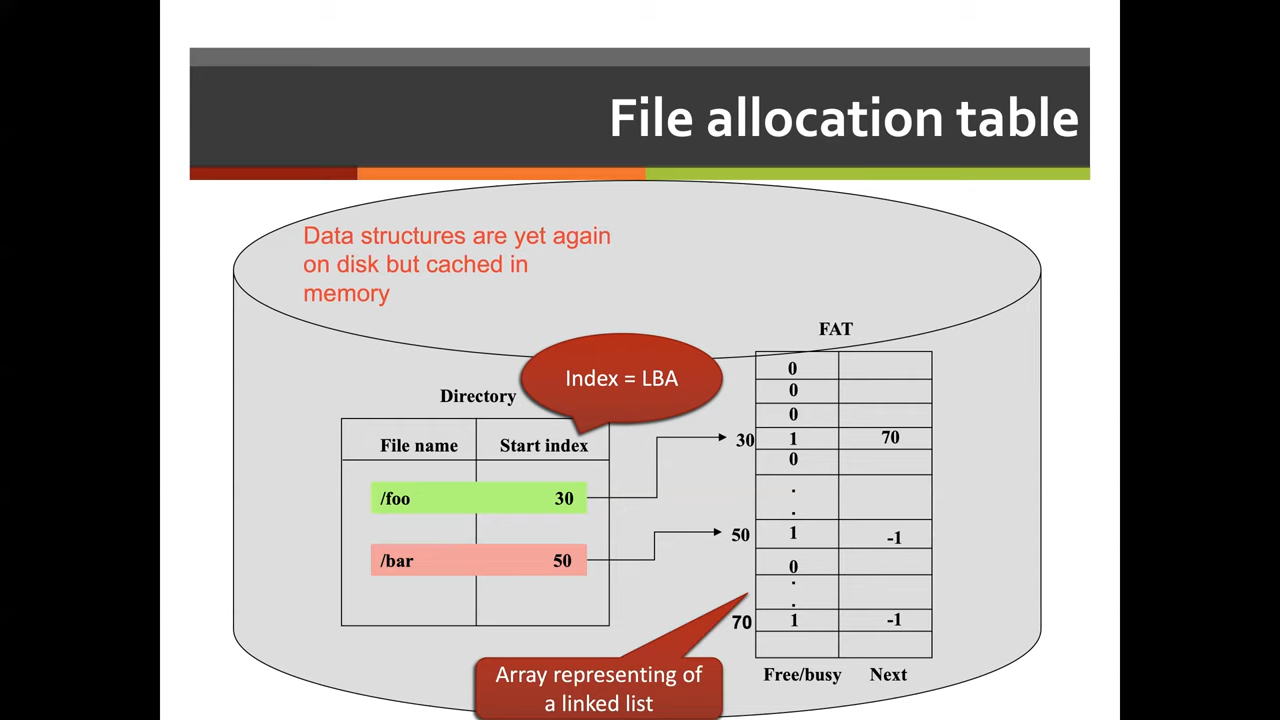 File allocation table
Data structures are yet again
on disk but cached in
memory
FAT
Index = LBA
Directory
File name Start index
/foo 30
/bar 50
0
0
0
30 1 70
0
.
.
50 1 -1
0
.
.
70 1 -1
Free/busy Next
Array representing of
a linked list